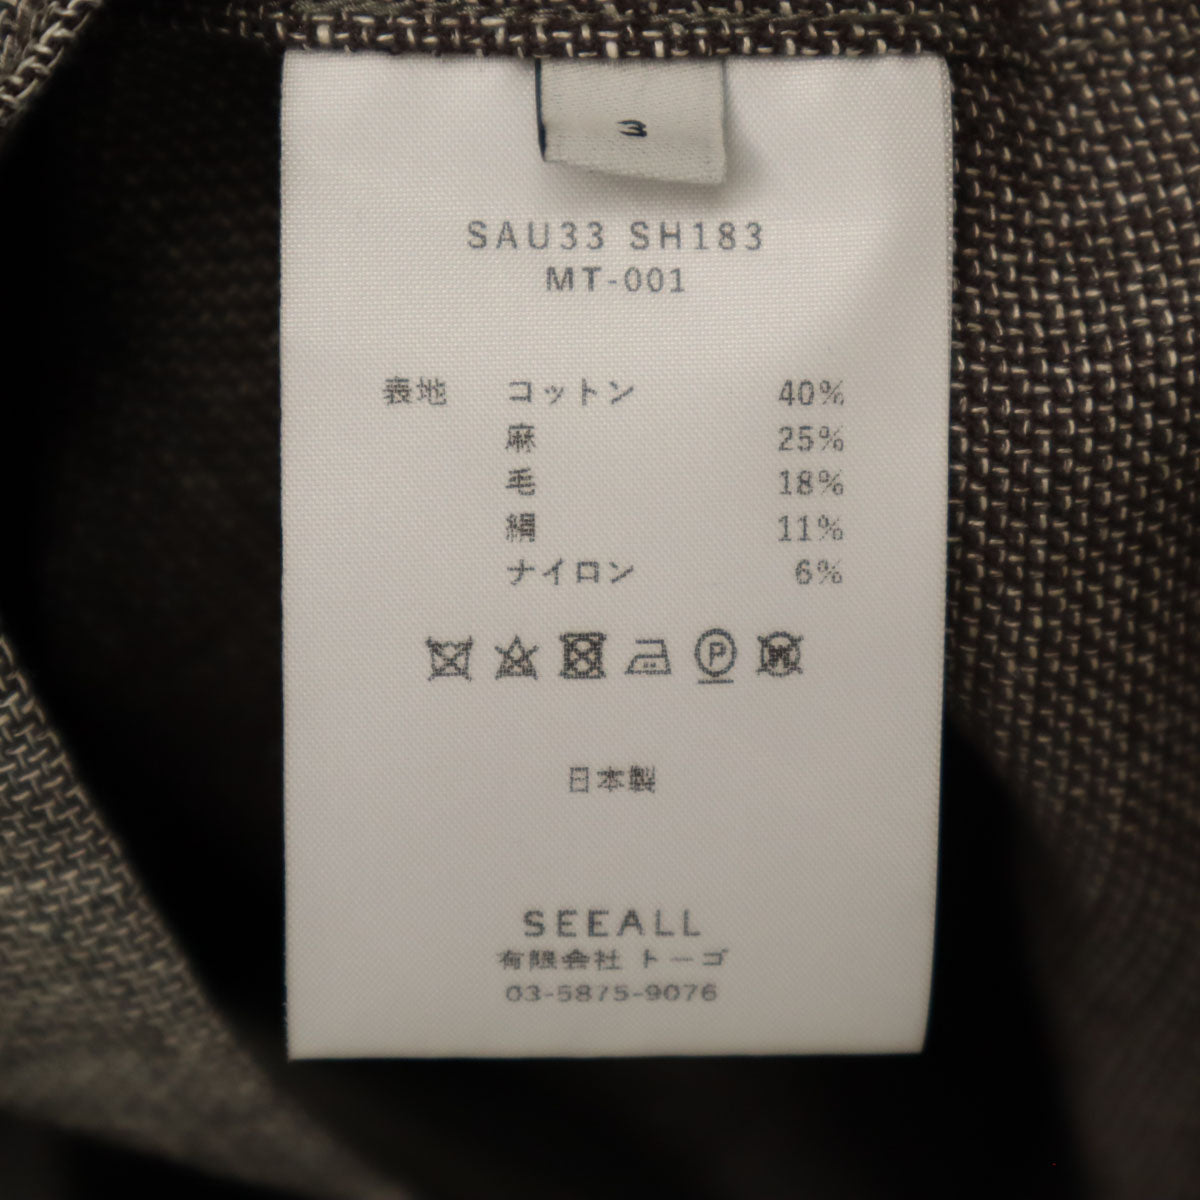 3
SAU33 SH183
MT-001
表地 コットン 40%
麻 25%
毛 18%
絹 11%
ナイロン 6%
P W
日本製
SEEALL
有限会社 トーゴ
03-5875-9076